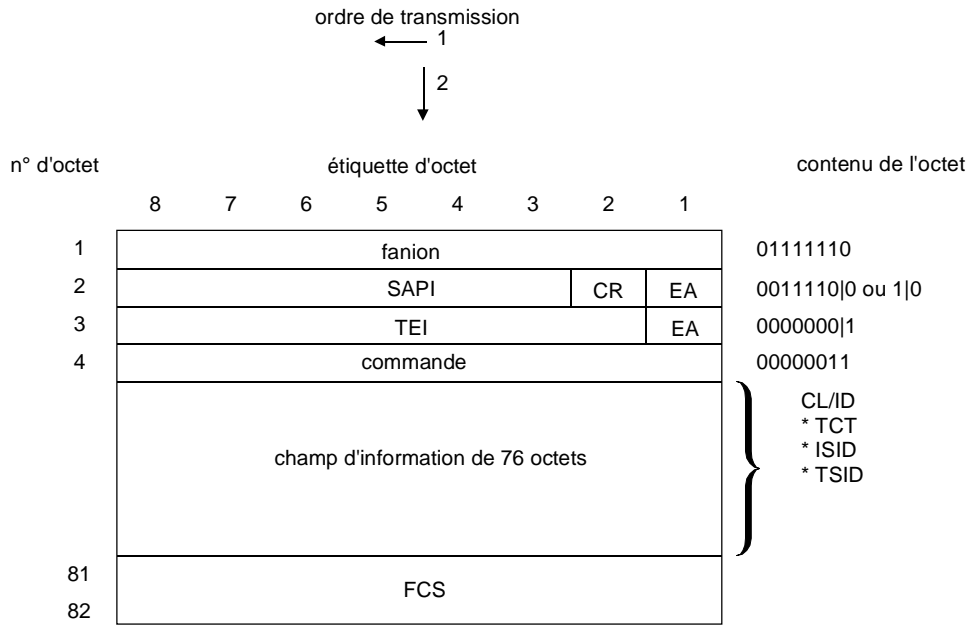 ordre de transmission
1
2
n° d'octet étiquette d'octet contenu de l'octet
8 7 6 5 4 3 2 1
1 fanion 01111110
2 SAPI CR EA 0011110|0 ou 1|0
3 TEI EA 0000000|1
4 commande 00000011
CL/ID
* TCT
* ISID
* TSID
champ d'information de 76 octets
81
FCS
82